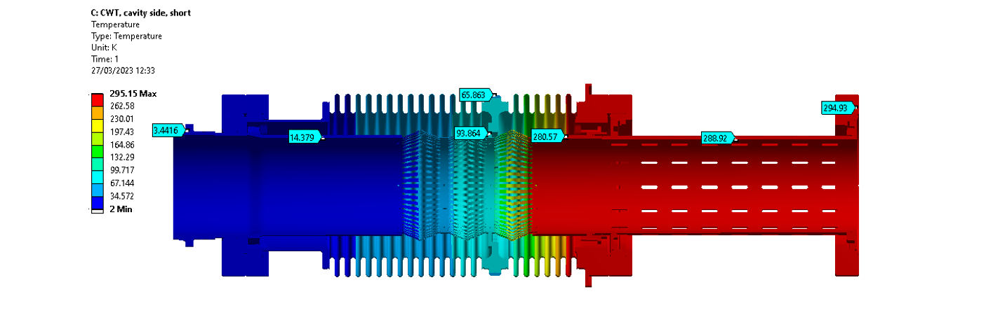 C: CWT, cavity side, short
Temperature
Type: Temperature
Unit: K
Time: 1
27/03/2023 12:33
295.15 Max
262.58
230.01
197.43
164.86
132.29
99.717
67.144
34.572
2 Min
65.863
294.93
3.4416
14.379
93.864
280.57
288.92